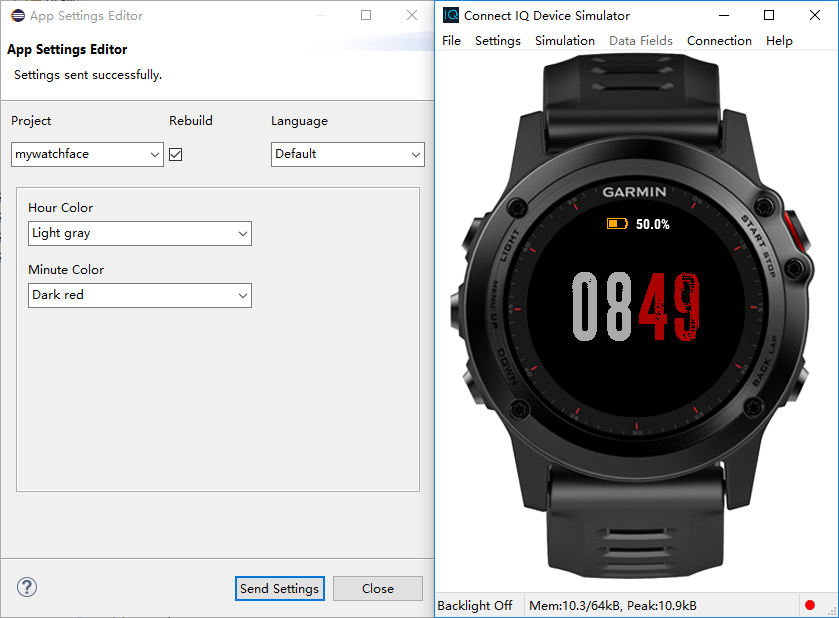 App Settings Editor
App Settings Editor
Settings sent successfully.
Project
Rebuild
Language
mywatchface
Default
Hour Color
Light gray
Minute Color
Dark red
?
Send Settings
Close
IQ Connect IQ Device Simulator
File Settings Simulation Data Fields Connection Help
GARMIN
50.0%
LIGHT
START STOP
0849
MENU UP
DOWN
BACK LAP
30
Backlight Off
Mem:10.3/64kB, Peak:10.9kB